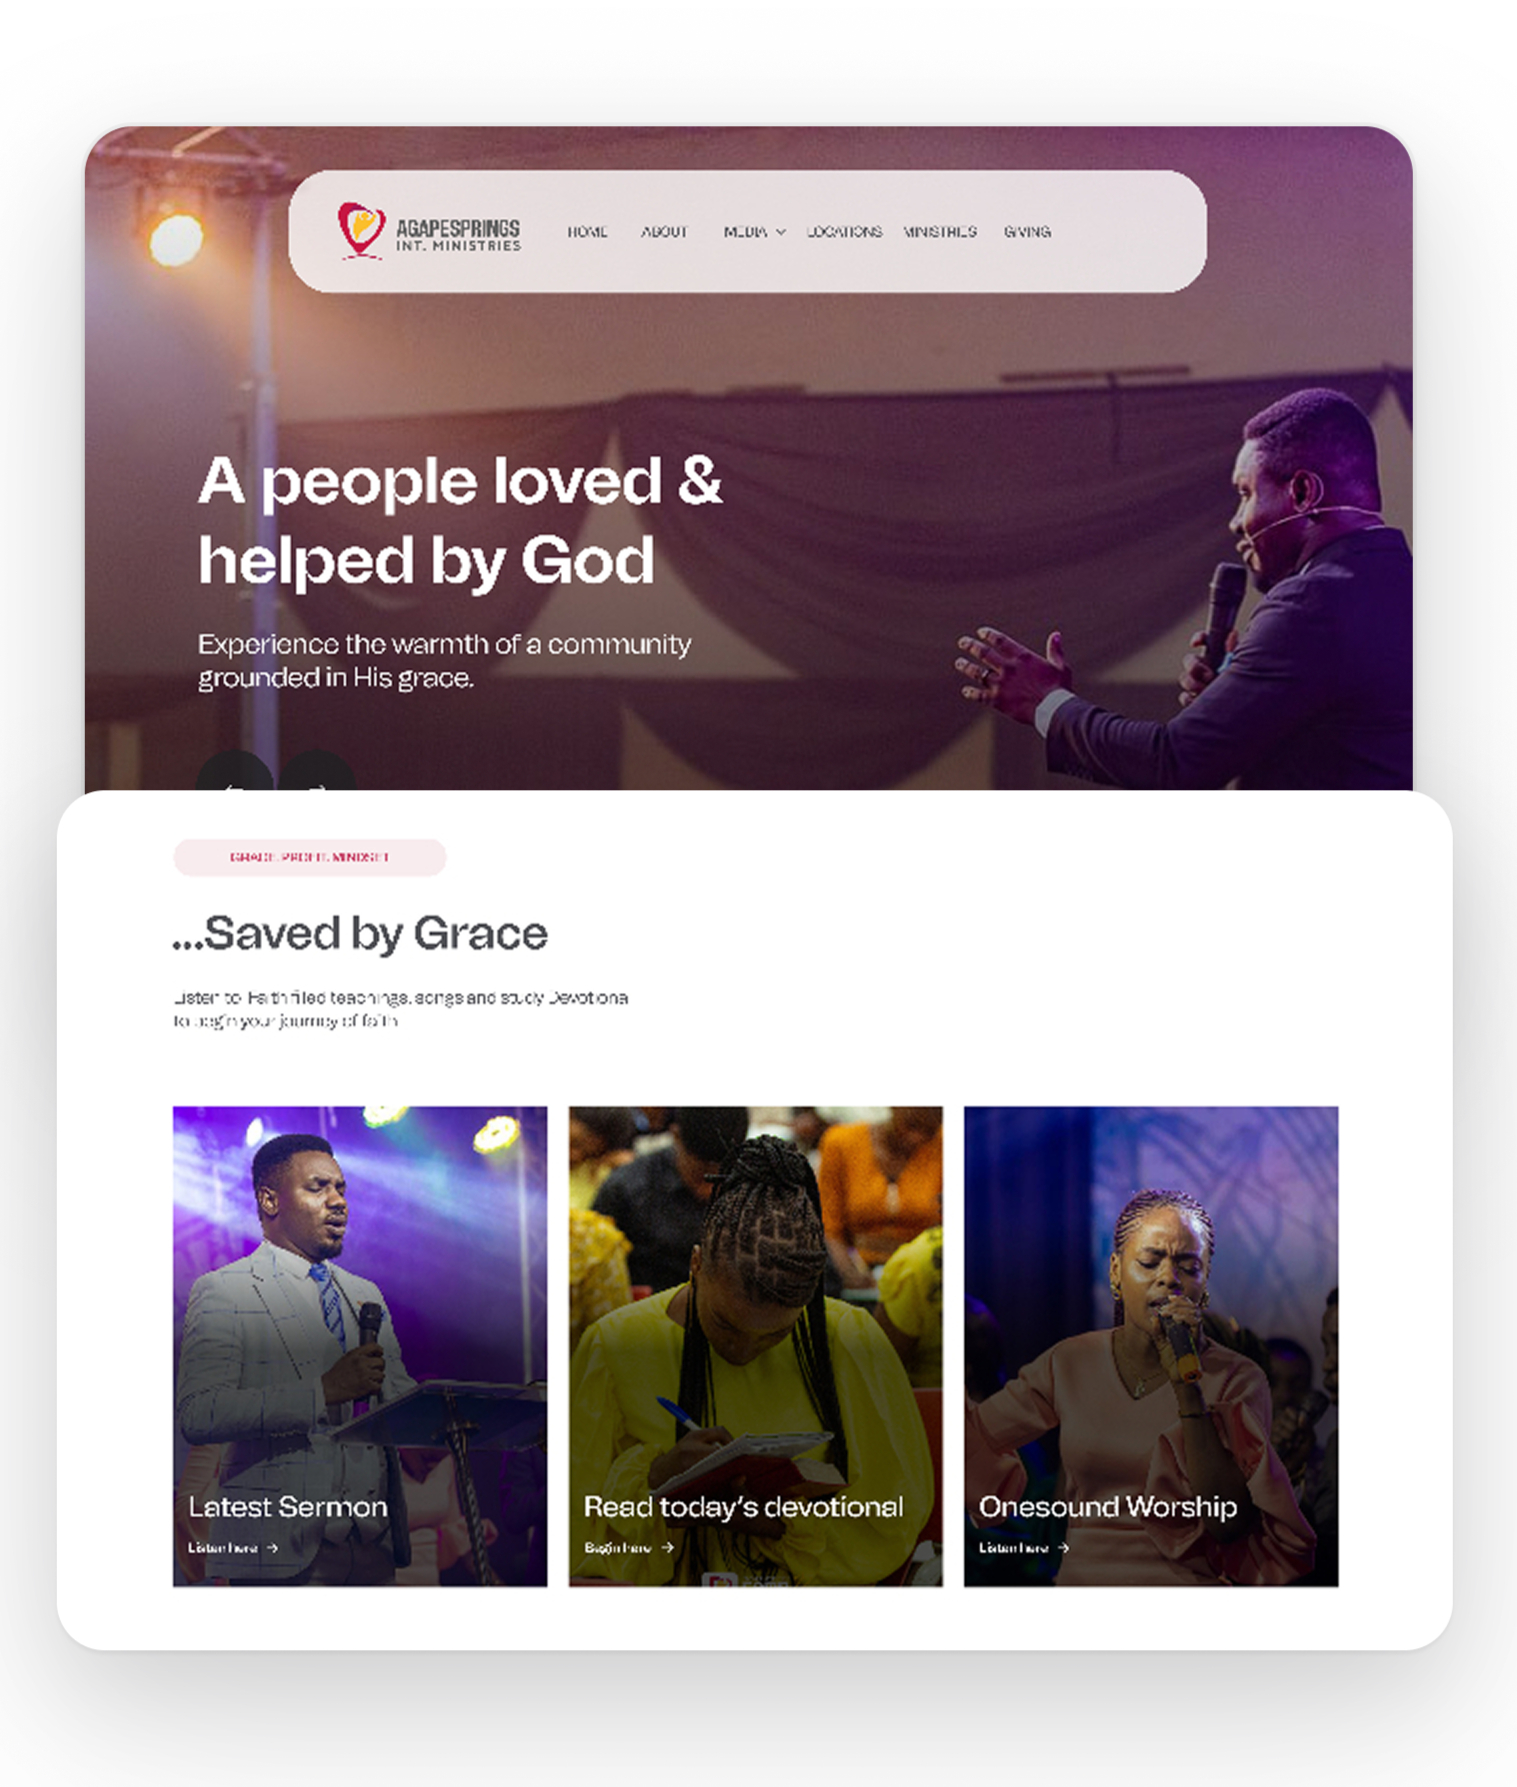 AGAPESPRINGS
INT. MINISTRIES
HOME ABOUT MEDIA LOCATIONS MINISTRIES GIVING
A people loved &
helped by God
Experience the warmth of a community
grounded in His grace.
GRACE. PROFIT. MINDSET
...Saved by Grace
Listen to Faith filled teachings, songs and study Devotional
to begin your journey of faith
Latest Sermon
Listen here →
Read today's devotional
Begin here →
Onesound Worship
Listen here →